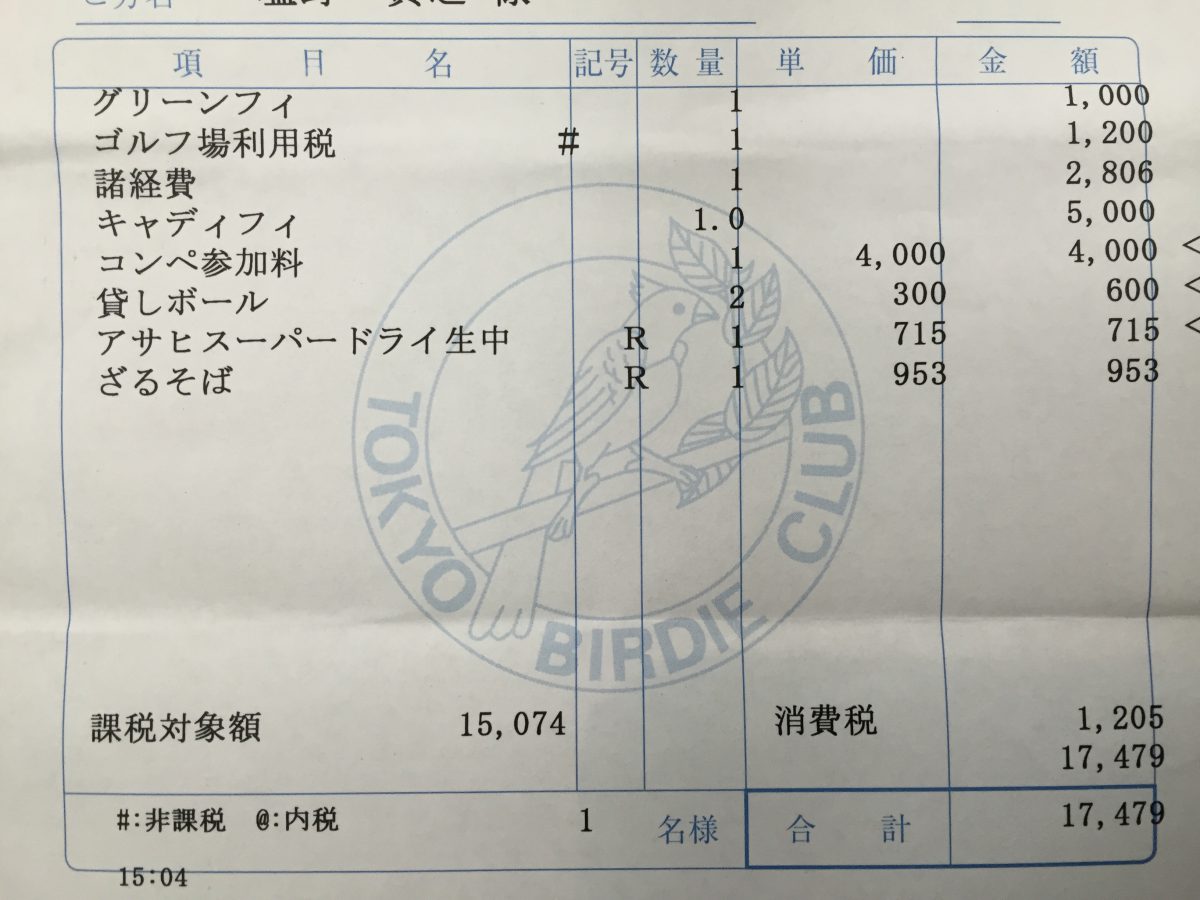 様
項目名 記号 数量 単価 金額
グリーンフィ 1 1,000
ゴルフ場利用税 # 1 1,200
諸経費 1 2,806
キャディフィ 1.0 5,000
コンペ参加料 1 4,000 4,000 <
貸しボール 2 300 600 <
アサヒスーパードライ生中 R 1 715 715 <
ざるそば R 1 953 953
TOKYO BIRDIE CLUB
課税対象額 15,074 消費税 1,205
17,479
#:非課税 @:内税 1 名様 合計 17,479
15:04